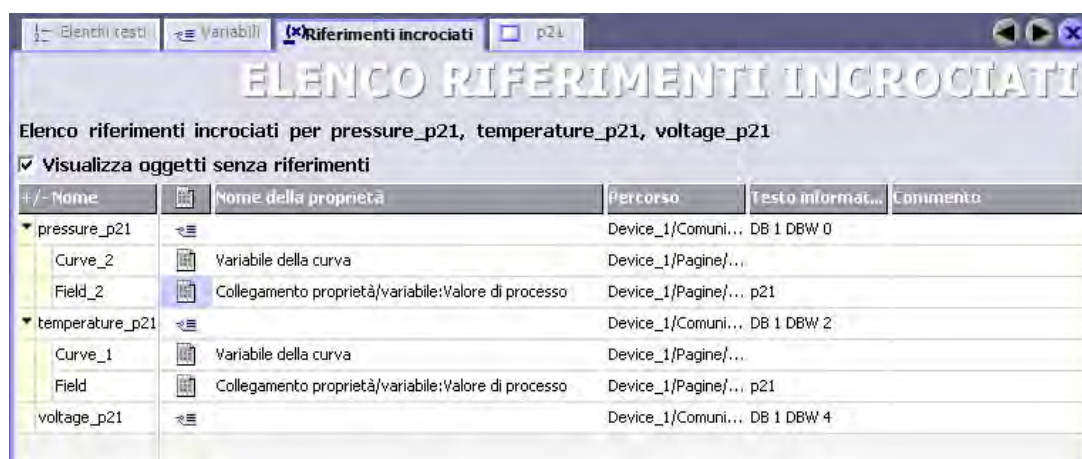 Elenchi testi Variabili Riferimenti incrociati p21
ELENCO RIFERIMENTI INCROCIATI
Elenco riferimenti incrociati per pressure_p21, temperature_p21, voltage_p21
Visualizza oggetti senza riferimenti
+/- Nome Nome della proprietà Percorso Testo informat... Commento
pressure_p21 Device_1/Comuni... DB 1 DBW 0
Curve_2 Variabile della curva Device_1/Pagine/...
Field_2 Collegamento proprietà/variabile:Valore di processo Device_1/Pagine/... p21
temperature_p21 Device_1/Comuni... DB 1 DBW 2
Curve_1 Variabile della curva Device_1/Pagine/...
Field Collegamento proprietà/variabile:Valore di processo Device_1/Pagine/... p21
voltage_p21 Device_1/Comuni... DB 1 DBW 4